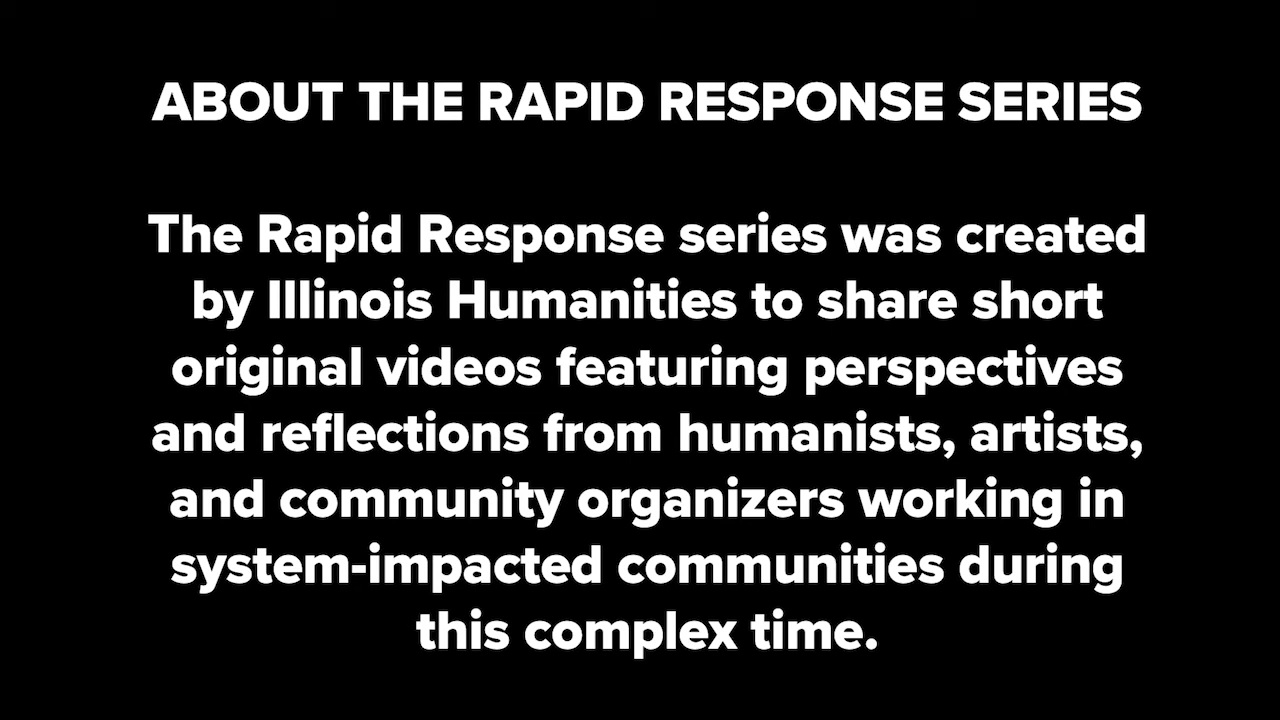 ABOUT THE RAPID RESPONSE SERIES
The Rapid Response series was created
by Illinois Humanities to share short
original videos featuring perspectives
and reflections from humanists, artists,
and community organizers working in
system-impacted communities during
this complex time.